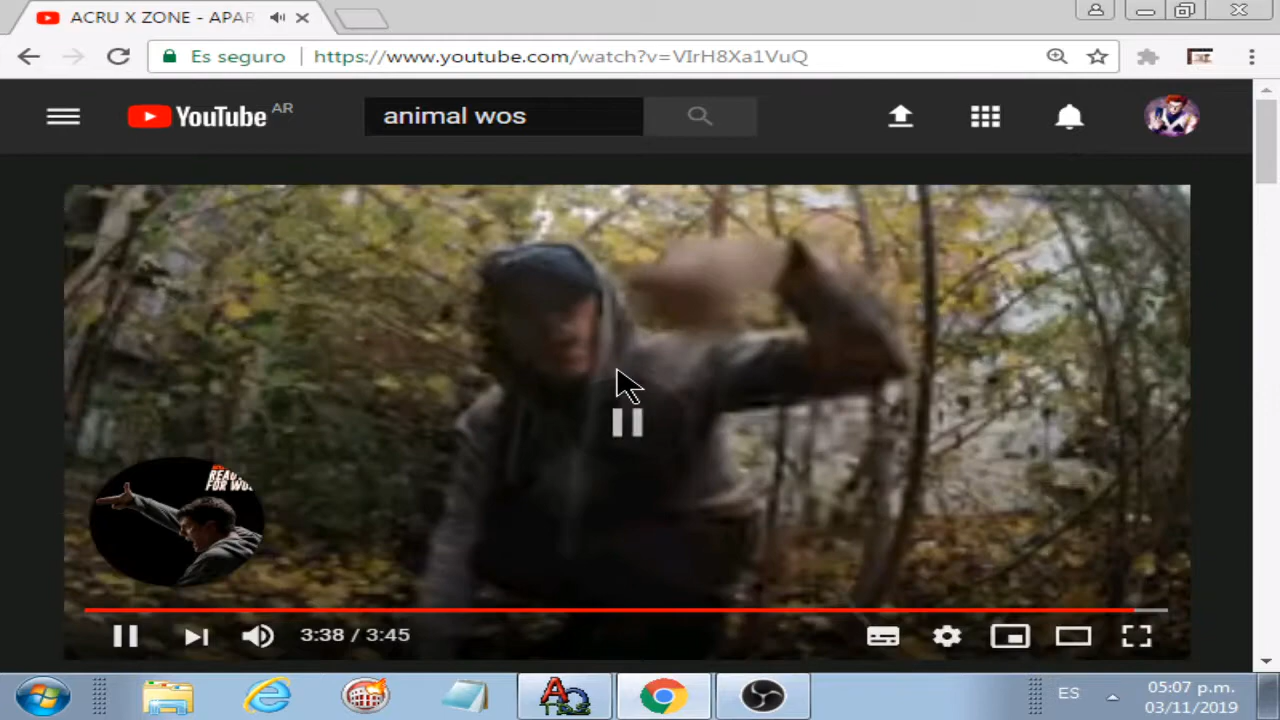 ACRU X ZONE - APAR
Es seguro
https://www.youtube.com/watch?v=VIrH8Xa1VuQ
YouTube AR
animal wos
3:38 / 3:45
ES
05:07 p.m.
03/11/2019